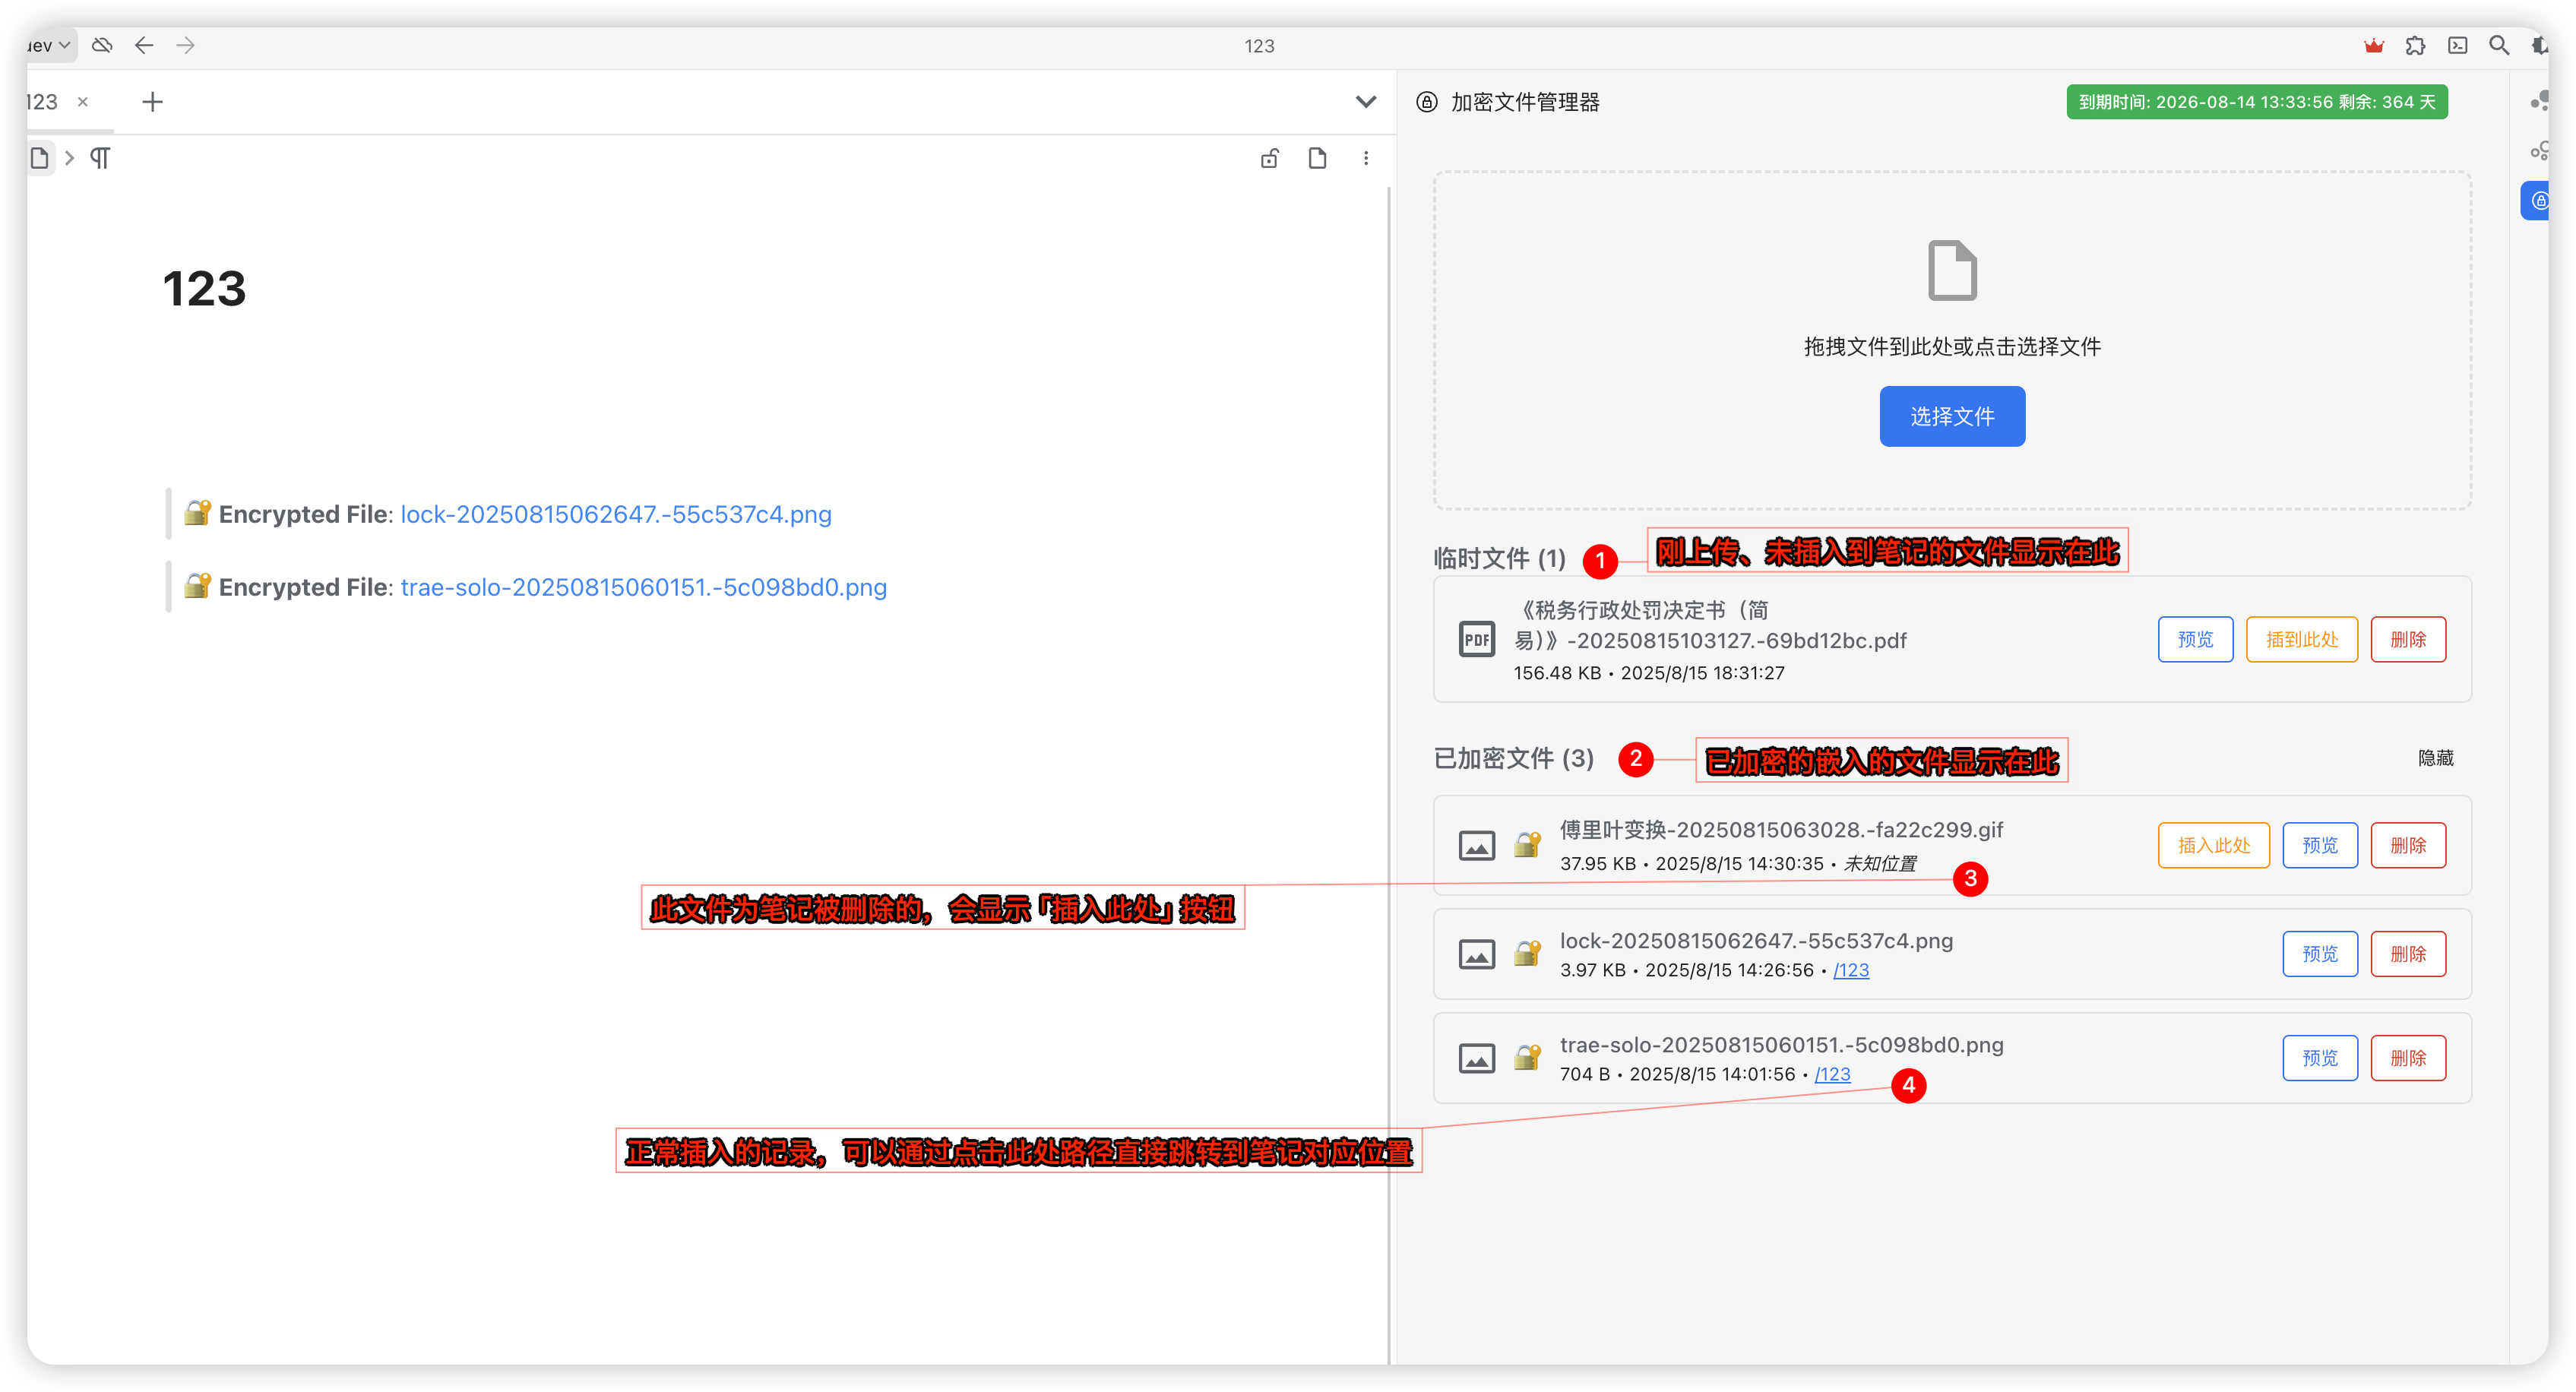 dev
123
123
123
Encrypted File: lock-20250815062647.-55c537c4.png
Encrypted File: trae-solo-20250815060151.-5c098bd0.png
加密文件管理器
到期时间: 2026-08-14 13:33:56 剩余: 364 天
拖拽文件到此处或点击选择文件
选择文件
临时文件 (1)
1
刚上传、未插入到笔记的文件显示在此
PDF
《税务行政处罚决定书（简
易）》-20250815103127.-69bd12bc.pdf
156.48 KB • 2025/8/15 18:31:27
预览
插到此处
删除
已加密文件 (3)
2
已加密的嵌入的文件显示在此
隐藏
傅里叶变换-20250815063028.-fa22c299.gif
37.95 KB • 2025/8/15 14:30:35 • 未知位置
插入此处
预览
删除
3
此文件为笔记被删除的，会显示「插入此处」按钮
lock-20250815062647.-55c537c4.png
3.97 KB • 2025/8/15 14:26:56 • /123
预览
删除
trae-solo-20250815060151.-5c098bd0.png
704 B • 2025/8/15 14:01:56 • /123
预览
删除
4
正常插入的记录，可以通过点击此处路径直接跳转到笔记对应位置